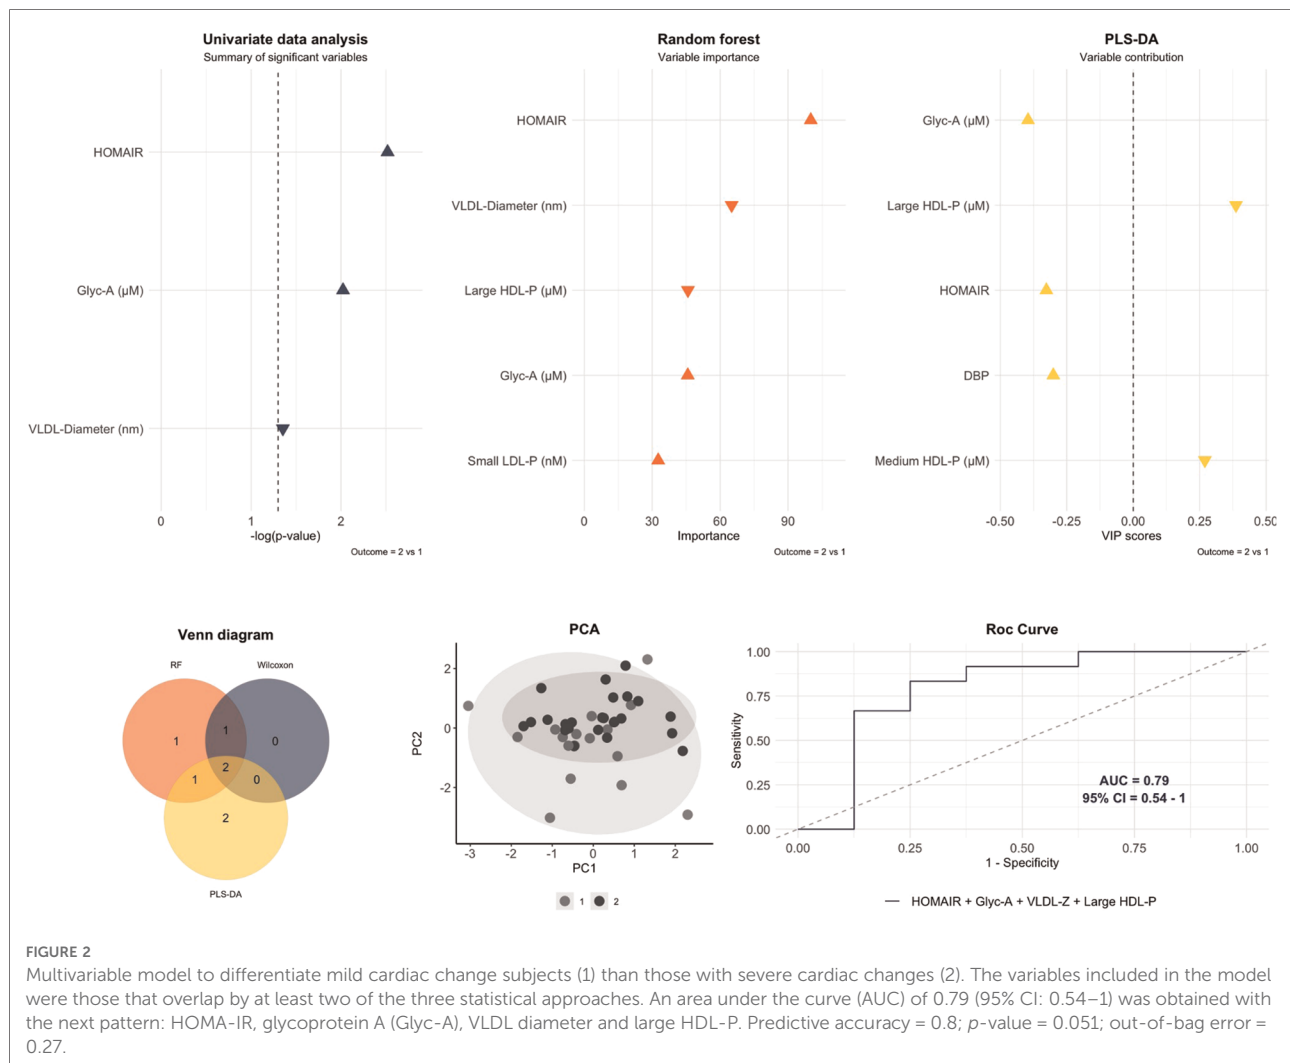 Univariate data analysis
Summary of significant variables
HOMAIR
Glyc-A (μM)
VLDL-Diameter (nm)
0 1 2
-log(p-value)
Outcome = 2 vs 1
Random forest
Variable importance
HOMAIR
VLDL-Diameter (nm)
Large HDL-P (μM)
Glyc-A (μM)
Small LDL-P (nM)
0 30 60 90
Importance
Outcome = 2 vs 1
PLS-DA
Variable contribution
Glyc-A (μM)
Large HDL-P (μM)
HOMAIR
DBP
Medium HDL-P (μM)
-0.50 -0.25 0.00 0.25 0.50
VIP scores
Outcome = 2 vs 1
Venn diagram
RF Wilcoxon
1 1 0
2
1 0
2
PLS-DA
PCA
PC2
2
0
-2
-3 -2 -1 0 1 2
PC1
1 2
Roc Curve
Sensitivity
1.00
0.75
0.50
0.25
0.00
AUC = 0.79
95% CI = 0.54 - 1
0.00 0.25 0.50 0.75 1.00
1 - Specificity
HOMAIR + Glyc-A + VLDL-Z + Large HDL-P
FIGURE 2
Multivariable model to differentiate mild cardiac change subjects (1) than those with severe cardiac changes (2). The variables included in the model
were those that overlap by at least two of the three statistical approaches. An area under the curve (AUC) of 0.79 (95% CI: 0.54–1) was obtained with
the next pattern: HOMA-IR, glycoprotein A (Glyc-A), VLDL diameter and large HDL-P. Predictive accuracy = 0.8; p-value = 0.051; out-of-bag error =
0.27.